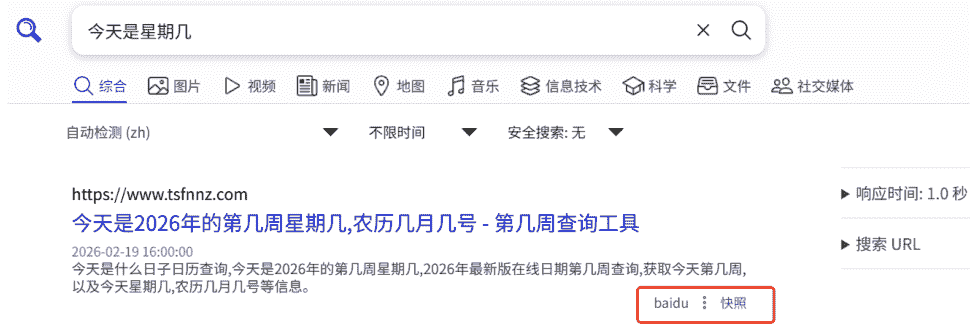 今天是星期几
综合 图片 视频 新闻 地图 音乐 信息技术 科学 文件 社交媒体
自动检测 (zh) 不限时间 安全搜索: 无
https://www.tsfnnz.com
今天是2026年的第几周星期几,农历几月几号 - 第几周查询工具
2026-02-19 16:00:00
今天是什么日子日历查询,今天是2026年的第几周星期几,2026年最新版在线日期第几周查询,获取今天第几周,
以及今天星期几,农历几月几号等信息。
baidu 快照
响应时间: 1.0 秒
搜索 URL